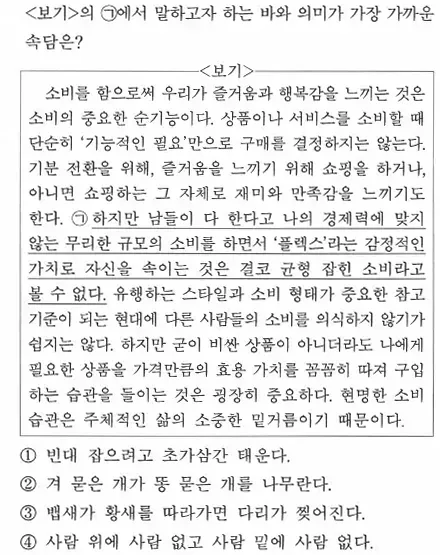 <보기>의 ㉠에서 말하고자 하는 바와 의미가 가장 가까운
속담은?
<보기>
소비를 함으로써 우리가 즐거움과 행복감을 느끼는 것은
소비의 중요한 순기능이다. 상품이나 서비스를 소비할 때
단순히 '기능적인 필요'만으로 구매를 결정하지는 않는다.
기분 전환을 위해, 즐거움을 느끼기 위해 쇼핑을 하거나,
아니면 쇼핑하는 그 자체로 재미와 만족감을 느끼기도
한다. ㉠ 하지만 남들이 다 한다고 나의 경제력에 맞지
않는 무리한 규모의 소비를 하면서 '플렉스'라는 감정적인
가치로 자신을 속이는 것은 결코 균형 잡힌 소비라고
볼 수 없다. 유행하는 스타일과 소비 형태가 중요한 참고
기준이 되는 현대에 다른 사람들의 소비를 의식하지 않기가
쉽지는 않다. 하지만 굳이 비싼 상품이 아니더라도 나에게
필요한 상품을 가격만큼의 효용 가치를 꼼꼼히 따져 구입
하는 습관을 들이는 것은 굉장히 중요하다. 현명한 소비
습관은 주체적인 삶의 소중한 밑거름이기 때문이다.
① 빈대 잡으려고 초가삼간 태운다.
② 겨 묻은 개가 똥 묻은 개를 나무란다.
③ 뱁새가 황새를 따라가면 다리가 찢어진다.
④ 사람 위에 사람 없고 사람 밑에 사람 없다.